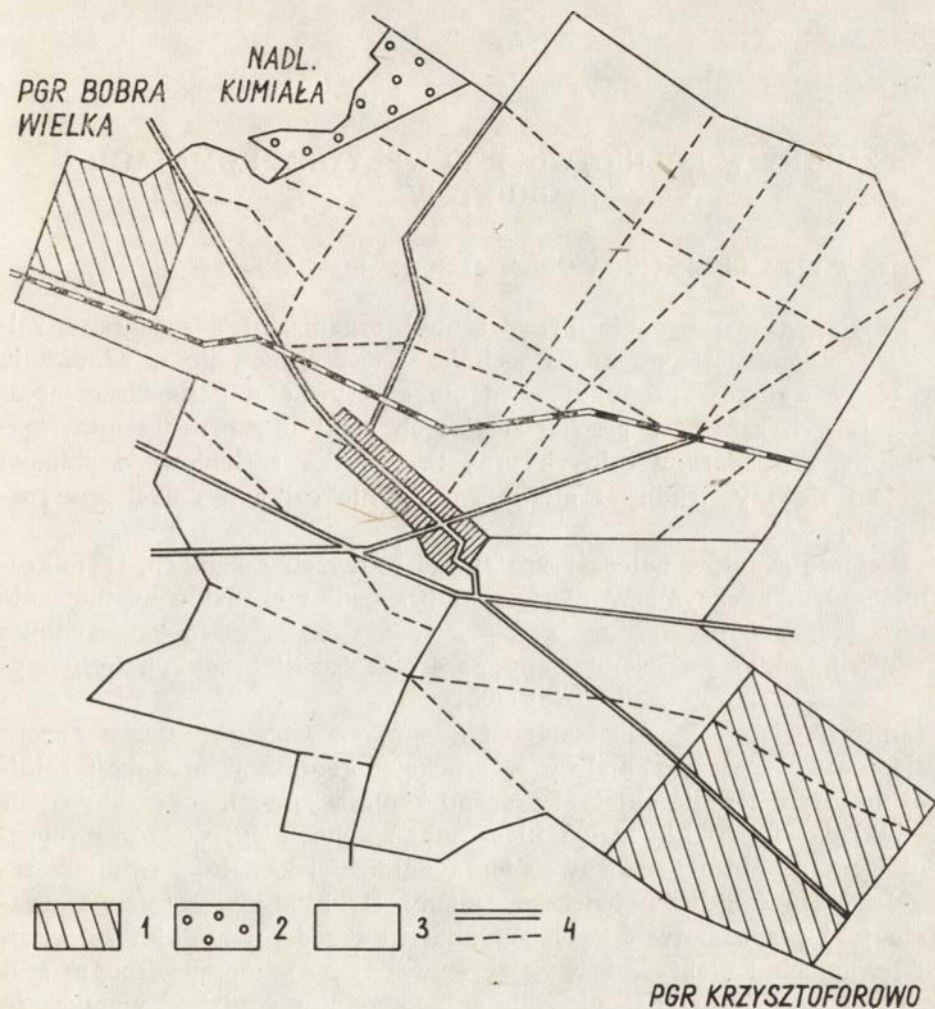 NADL.
KUMIAŁA
PGR BOBRA
WIELKA
1
2
3
4
PGR KRZYSZTOFOROWO